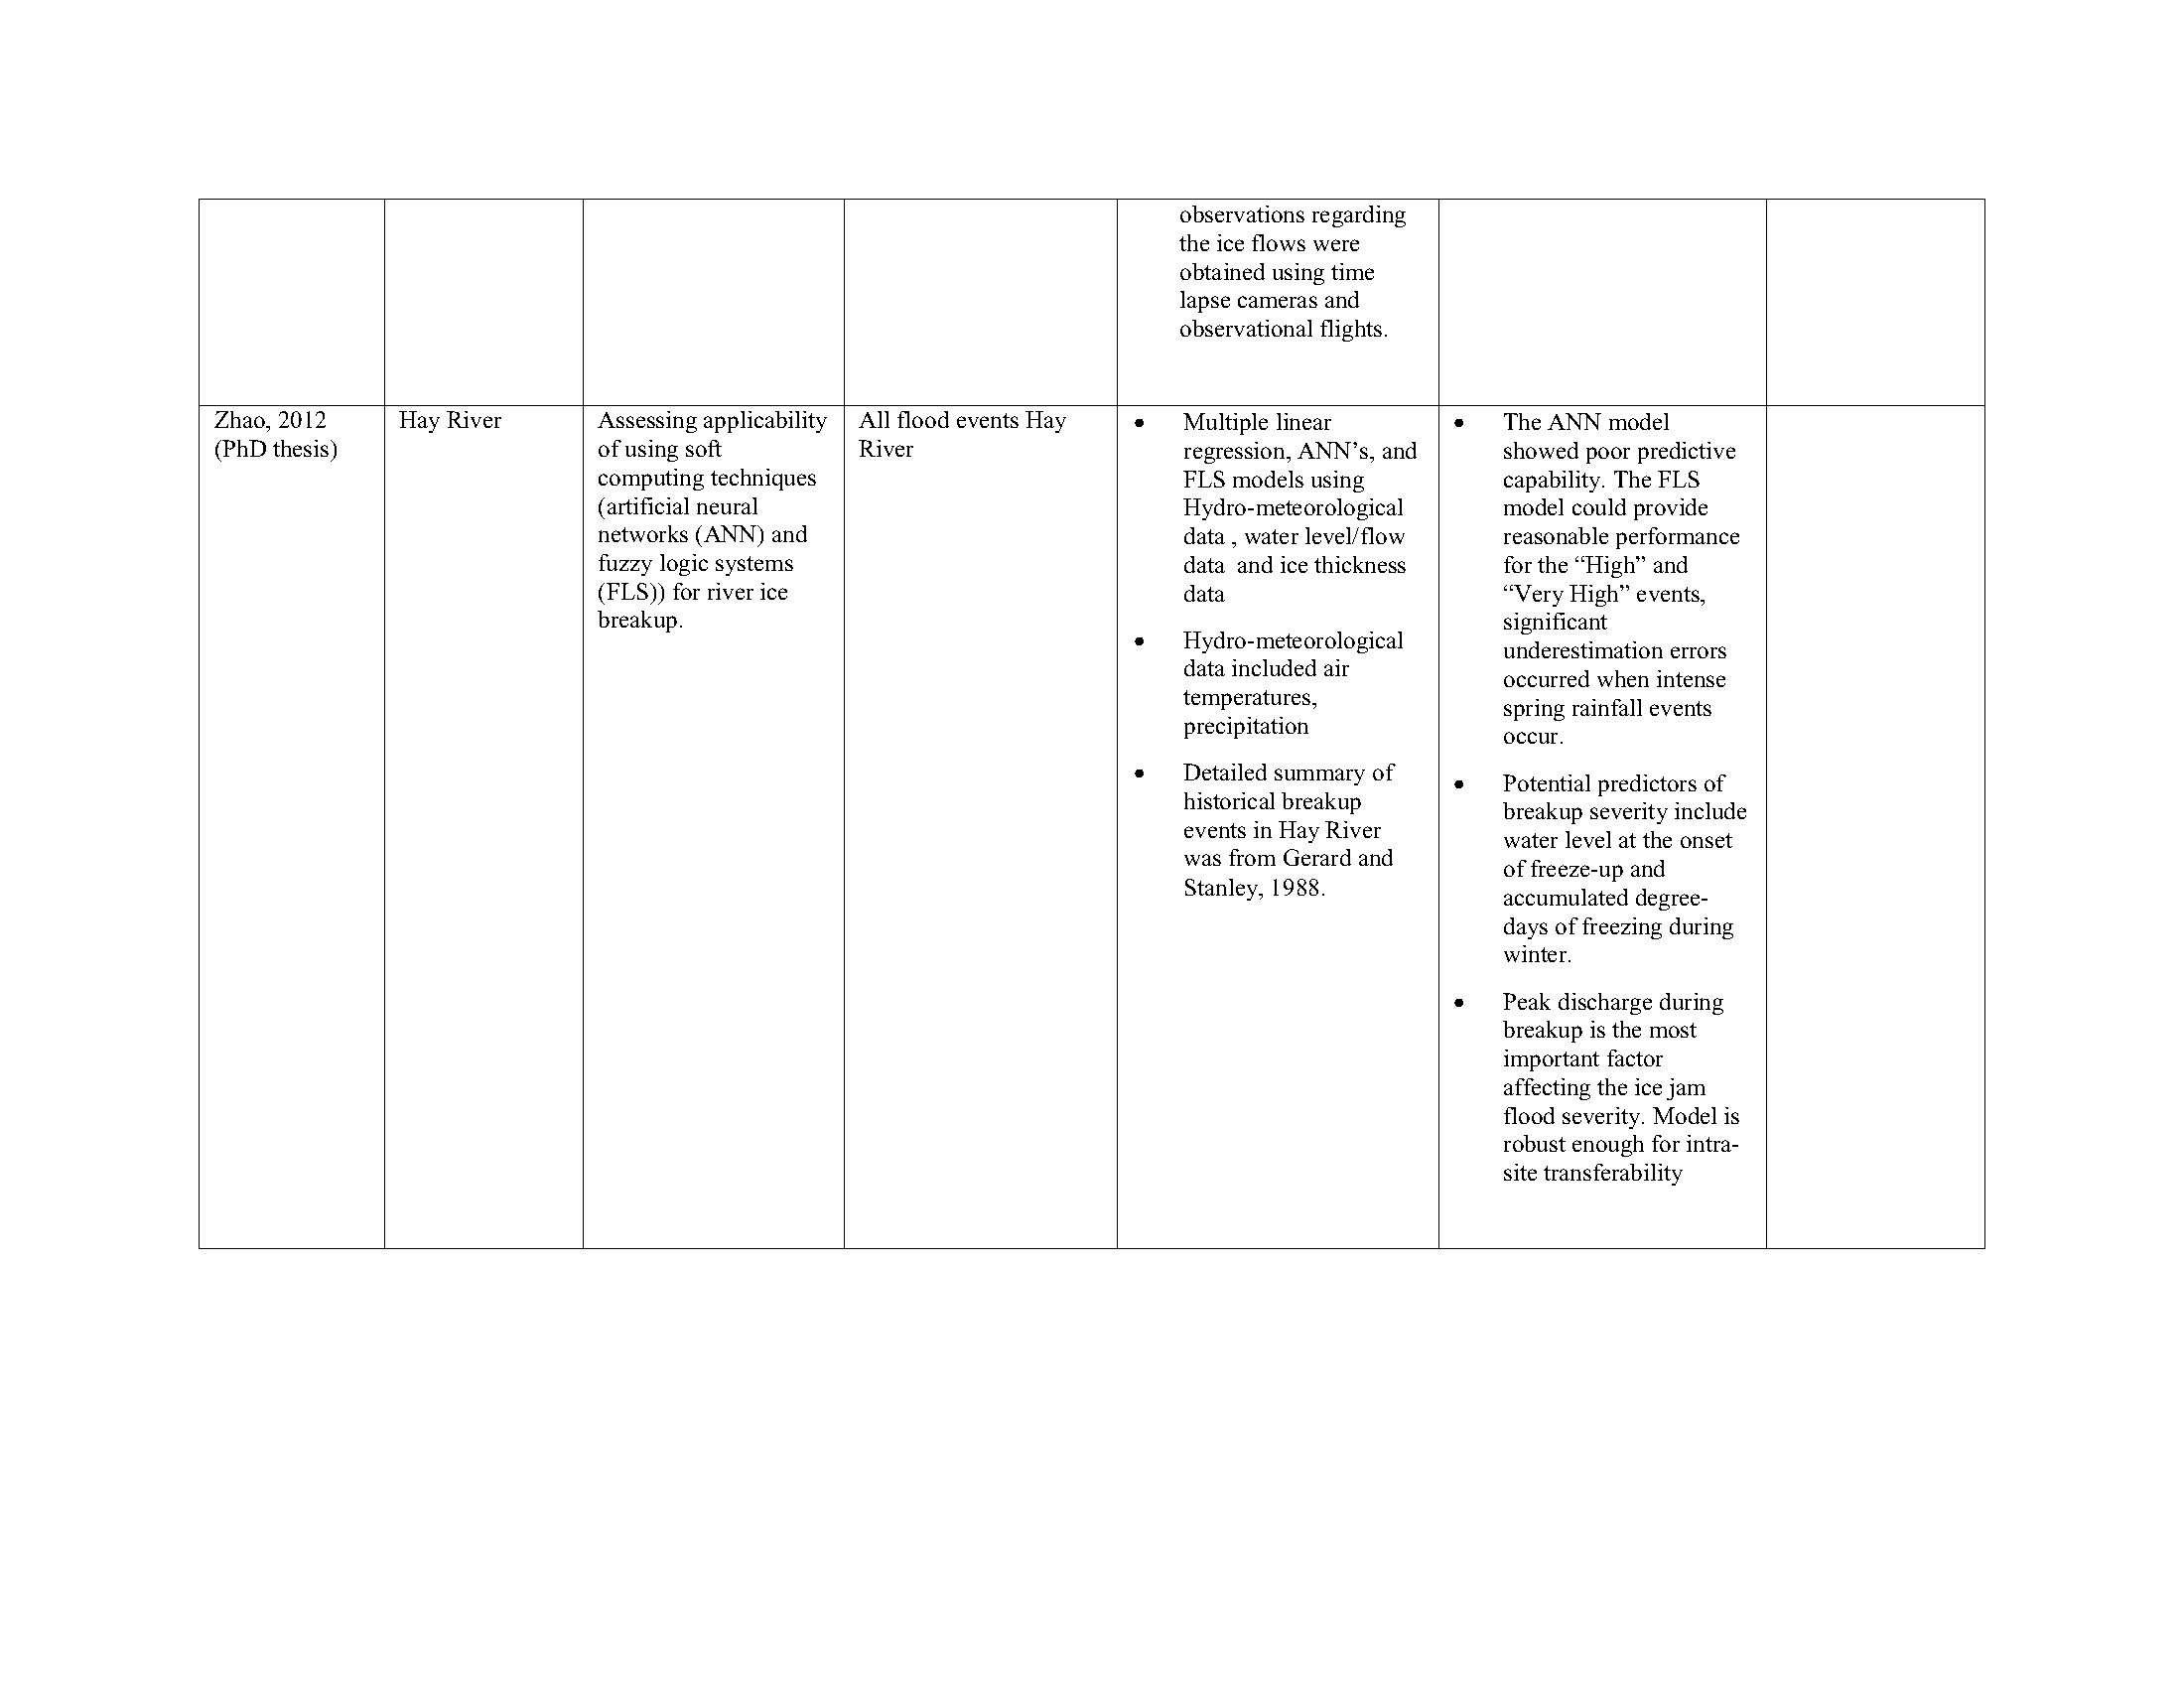 observations regarding
the ice flows were
obtained using time
lapse cameras and
observational flights.
Zhao, 2012
(PhD thesis)
Hay River
Assessing applicability
of using soft
computing techniques
(artificial neural
networks (ANN) and
fuzzy logic systems
(FLS)) for river ice
breakup.
All flood events Hay
River
• Multiple linear
regression, ANN’s, and
FLS models using
Hydro-meteorological
data , water level/flow
data  and ice thickness
data
• Hydro-meteorological
data included air
temperatures,
precipitation
• Detailed summary of
historical breakup
events in Hay River
was from Gerard and
Stanley, 1988.
• The ANN model
showed poor predictive
capability. The FLS
model could provide
reasonable performance
for the “High” and
“Very High” events,
significant
underestimation errors
occurred when intense
spring rainfall events
occur.
• Potential predictors of
breakup severity include
water level at the onset
of freeze-up and
accumulated degree-
days of freezing during
winter.
• Peak discharge during
breakup is the most
important factor
affecting the ice jam
flood severity. Model is
robust enough for intra-
site transferability